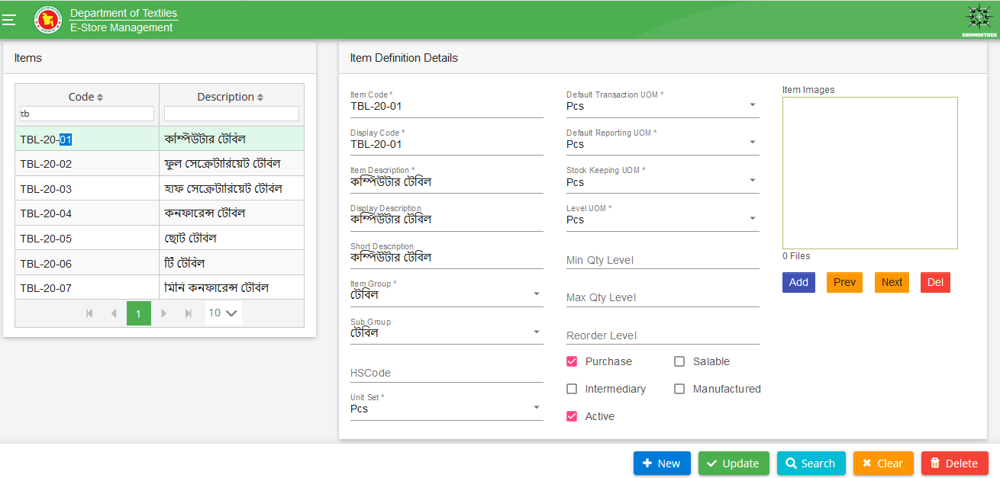 Department of Textiles
E-Store Management
SHOMOSTHEE
Items
Code Description
tb
TBL-20-01 কম্পিউটার টেবিল
TBL-20-02 ফুল সেক্রেটারিয়েট টেবিল
TBL-20-03 হাফ সেক্রেটারিয়েট টেবিল
TBL-20-04 কনফারেন্স টেবিল
TBL-20-05 ছোট টেবিল
TBL-20-06 টি টেবিল
TBL-20-07 মিনি কনফারেন্স টেবিল
1 10
Item Definition Details
Item Code *
TBL-20-01
Display Code *
TBL-20-01
Item Description *
কম্পিউটার টেবিল
Display Description
কম্পিউটার টেবিল
Short Description
কম্পিউটার টেবিল
Item Group *
টেবিল
Sub Group
টেবিল
HSCode
Unit Set *
Pcs
Default Transaction UOM *
Pcs
Default Reporting UOM *
Pcs
Stock Keeping UOM *
Pcs
Level UOM *
Pcs
Min Qty Level
Max Qty Level
Reorder Level
Purchase Salable
Intermediary Manufactured
Active
Item Images
0 Files
Add Prev Next Del
New Update Search Clear Delete